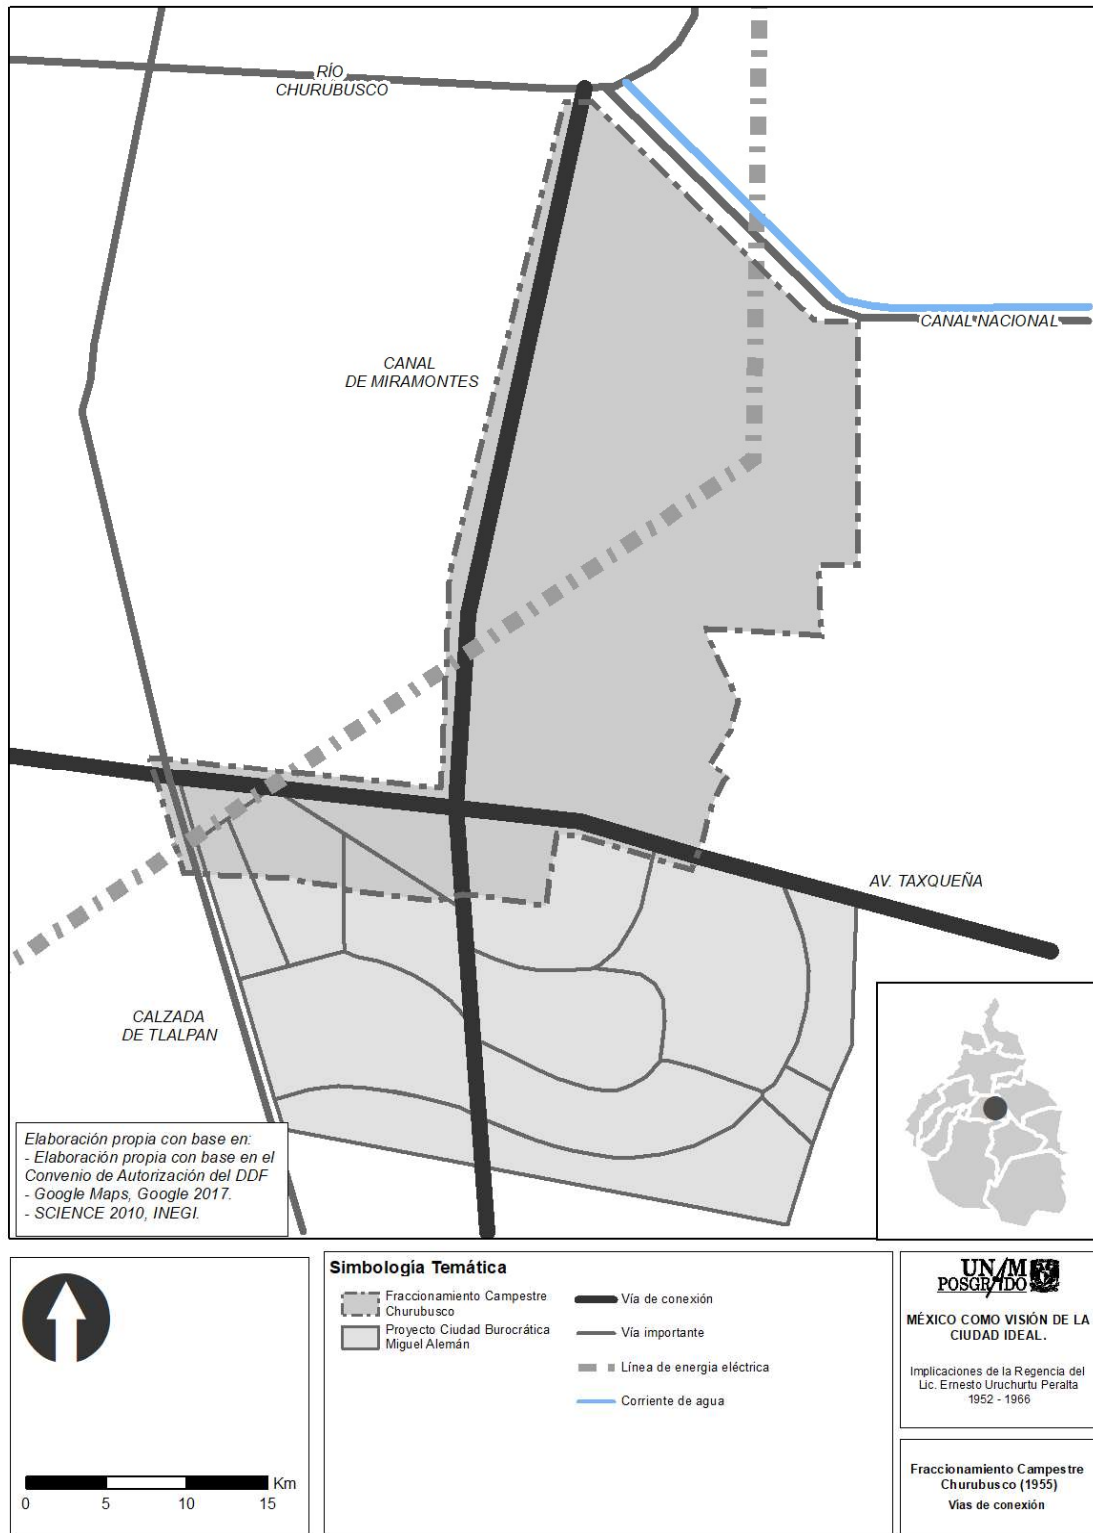 RÍO
CHURUBUSCO
CANAL
DE MIRAMONTES
CANAL NACIONAL
AV. TAXQUEÑA
CALZADA
DE TLALPAN
Elaboración propia con base en:
- Elaboración propia con base en el
Convenio de Autorización del DDF
- Google Maps, Google 2017.
- SCIENCE 2010, INEGI.
Km
0 5 10 15
Simbología Temática
Fraccionamiento Campestre
Churubusco
Proyecto Ciudad Burocrática
Miguel Alemán
Vía de conexión
Vía importante
Línea de energia eléctrica
Corriente de agua
UNAM
POSGRADO
MÉXICO COMO VISIÓN DE LA
CIUDAD IDEAL.
Implicaciones de la Regencia del
Lic. Ernesto Uruchurtu Peralta
1952 - 1966
Fraccionamiento Campestre
Churubusco (1955)
Vías de conexión